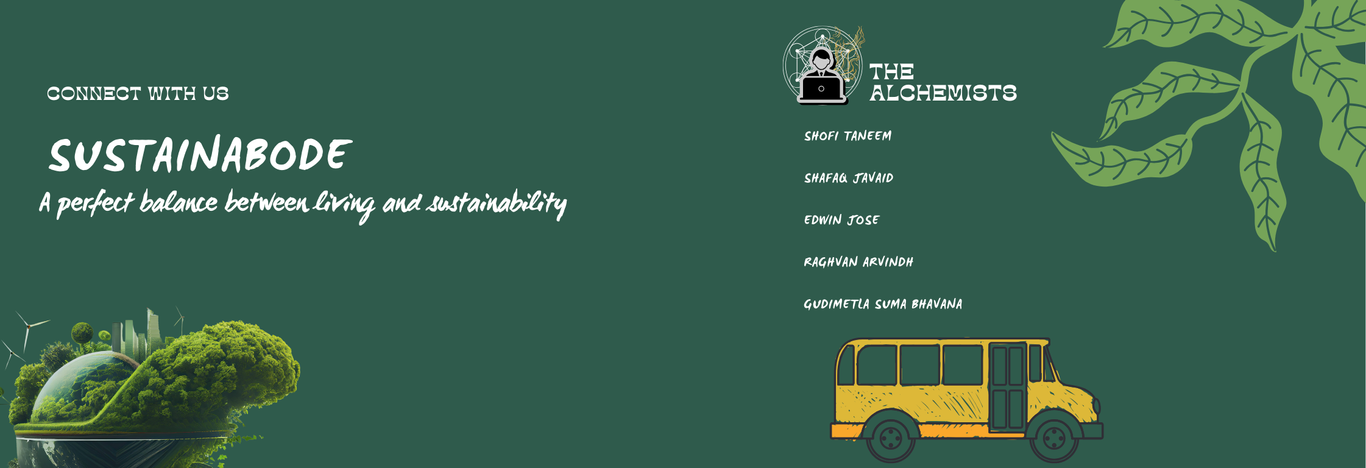 CONNECT WITH US
SUSTAINABODE
A perfect balance between living and sustainability
THE
ALCHEMISTS
SHOFI TANEEM
SHAFAQ JAVAID
EDWIN JOSE
RAGHVAN ARVINDH
GUDIMETLA SUMA BHAVANA